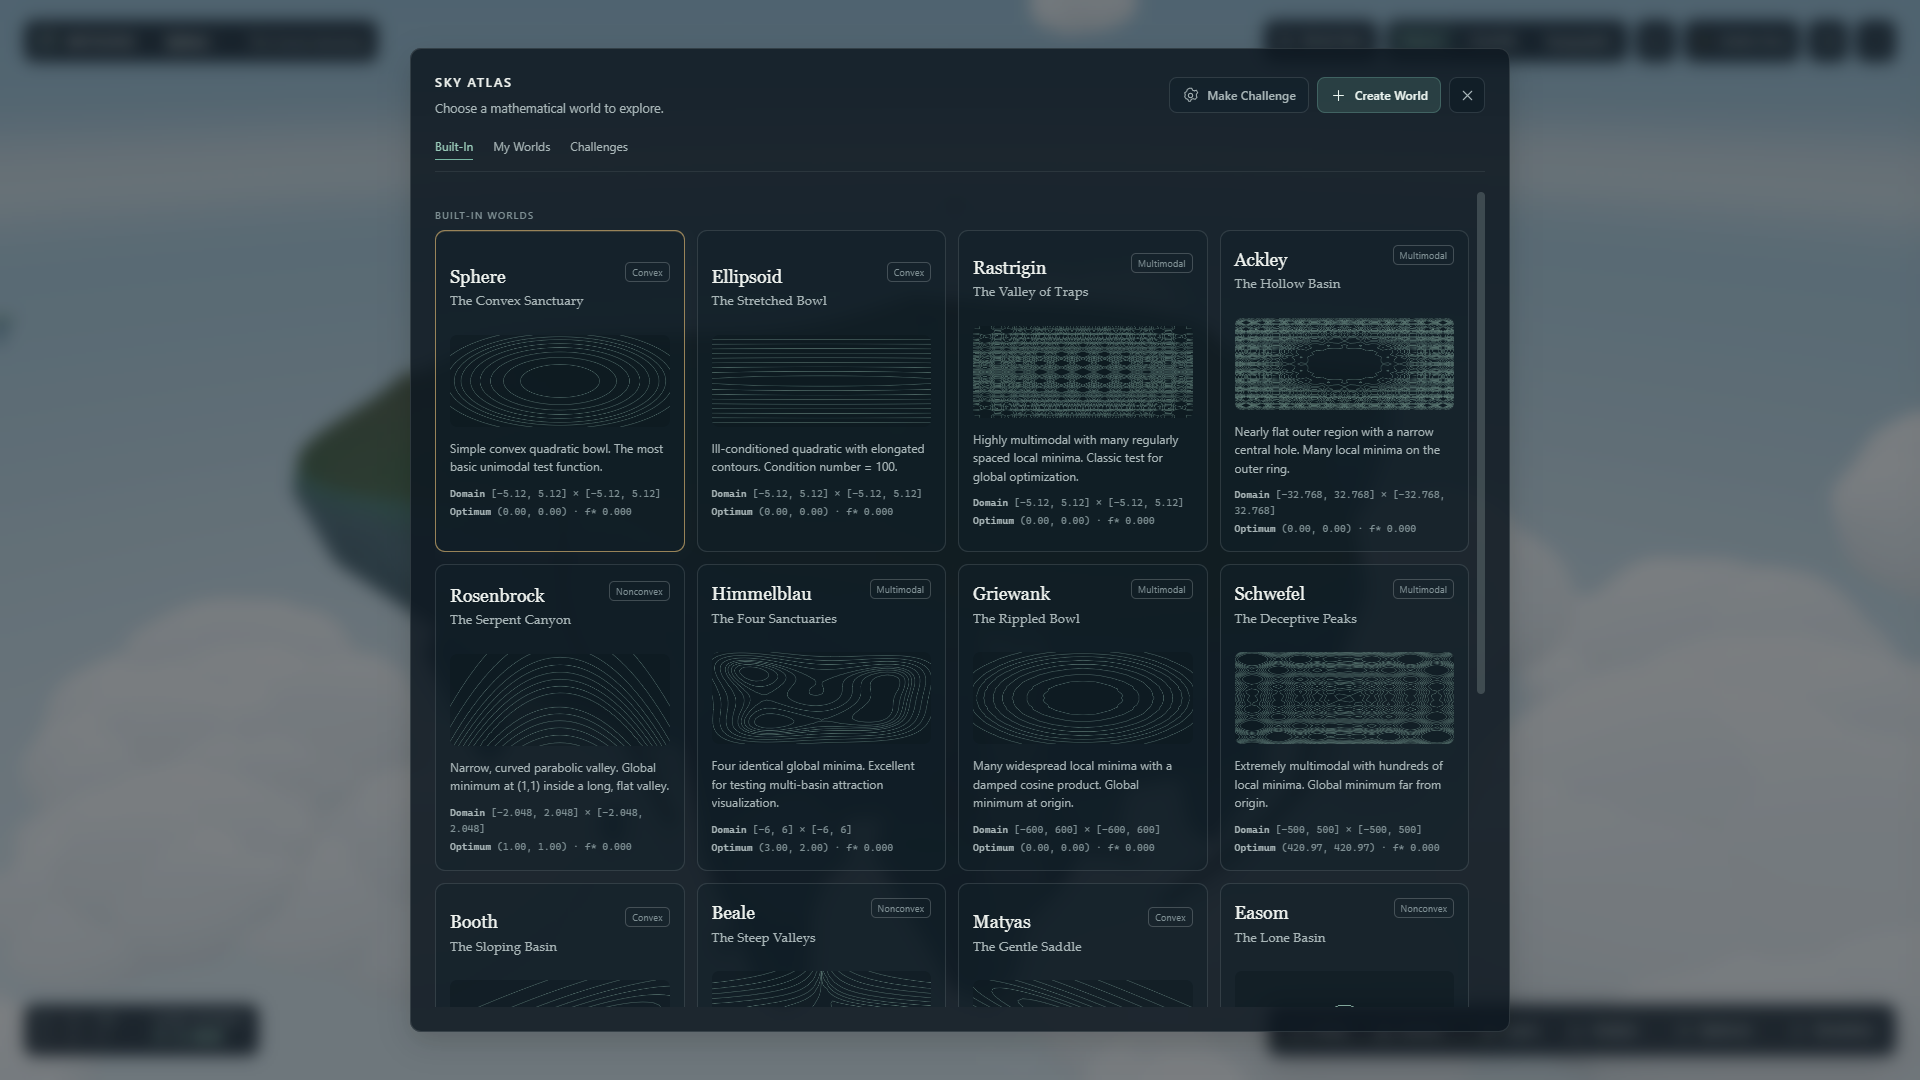 SKY ATLAS
Choose a mathematical world to explore.
Make Challenge
Create World
Built-In
My Worlds
Challenges
BUILT-IN WORLDS
Sphere
Convex
The Convex Sanctuary
Simple convex quadratic bowl. The most
basic unimodal test function.
Domain [−5.12, 5.12] × [−5.12, 5.12]
Optimum (0.00, 0.00) · f* 0.000
Ellipsoid
Convex
The Stretched Bowl
Ill-conditioned quadratic with elongated
contours. Condition number = 100.
Domain [−5.12, 5.12] × [−5.12, 5.12]
Optimum (0.00, 0.00) · f* 0.000
Rastrigin
Multimodal
The Valley of Traps
Highly multimodal with many regularly
spaced local minima. Classic test for
global optimization.
Domain [−5.12, 5.12] × [−5.12, 5.12]
Optimum (0.00, 0.00) · f* 0.000
Ackley
Multimodal
The Hollow Basin
Nearly flat outer region with a narrow
central hole. Many local minima on the
outer ring.
Domain [−32.768, 32.768] × [−32.768,
32.768]
Optimum (0.00, 0.00) · f* 0.000
Rosenbrock
Nonconvex
The Serpent Canyon
Narrow, curved parabolic valley. Global
minimum at (1,1) inside a long, flat valley.
Domain [−2.048, 2.048] × [−2.048,
2.048]
Optimum (1.00, 1.00) · f* 0.000
Himmelblau
Multimodal
The Four Sanctuaries
Four identical global minima. Excellent
for testing multi-basin attraction
visualization.
Domain [−6, 6] × [−6, 6]
Optimum (3.00, 2.00) · f* 0.000
Griewank
Multimodal
The Rippled Bowl
Many widespread local minima with a
damped cosine product. Global
minimum at origin.
Domain [−600, 600] × [−600, 600]
Optimum (0.00, 0.00) · f* 0.000
Schwefel
Multimodal
The Deceptive Peaks
Extremely multimodal with hundreds of
local minima. Global minimum far from
origin.
Domain [−500, 500] × [−500, 500]
Optimum (420.97, 420.97) · f* 0.000
Booth
Convex
The Sloping Basin
Beale
Nonconvex
The Steep Valleys
Matyas
Convex
The Gentle Saddle
Easom
Nonconvex
The Lone Basin